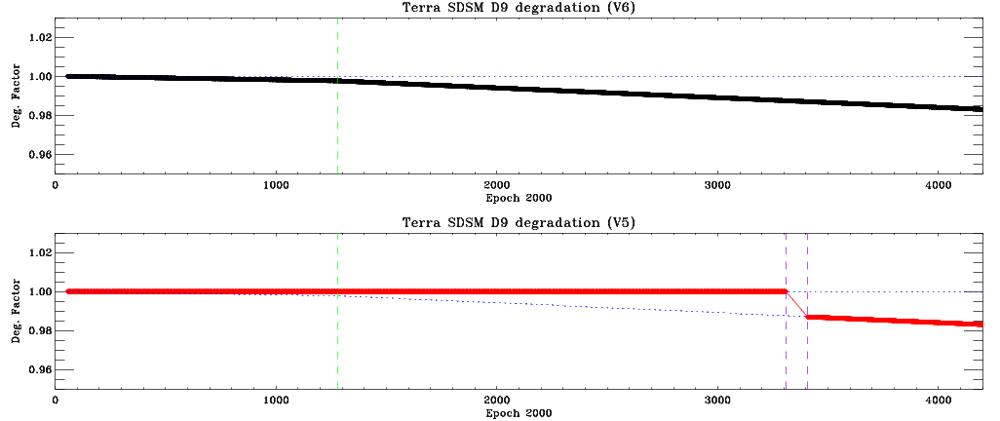 Terra SDSM D9 degradation (V6)
Deg. Factor
1.02
1.00
0.98
0.96
0 1000 2000 3000 4000
Epoch 2000
Terra SDSM D9 degradation (V5)
Deg. Factor
1.02
1.00
0.98
0.96
0 1000 2000 3000 4000
Epoch 2000